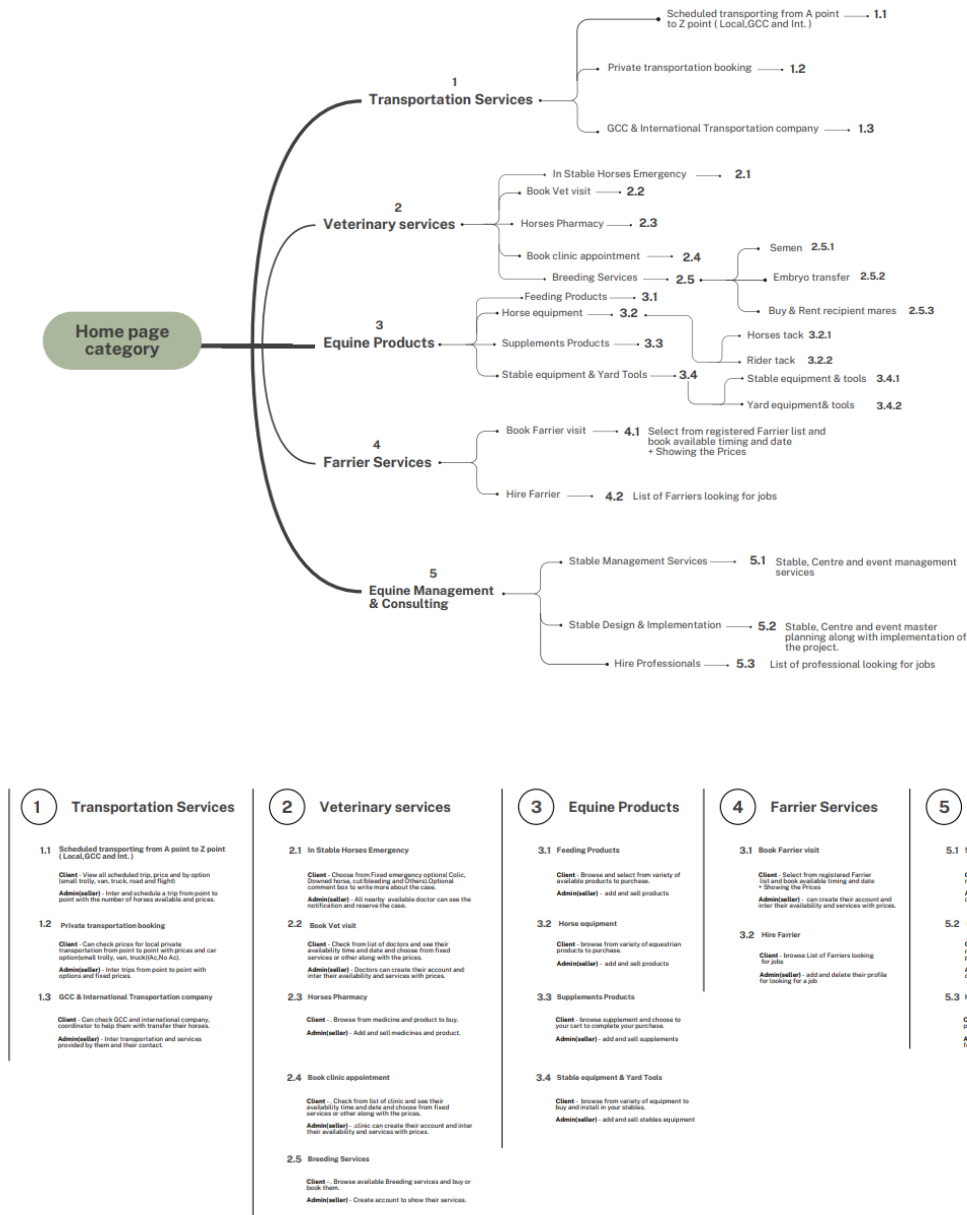 Scheduled transporting from A point
to Z point ( Local,GCC and Int. )
1.1
Private transportation booking
1.2
1
Transportation Services
GCC & International Transportation company
1.3
In Stable Horses Emergency
2.1
Book Vet visit
2.2
2
Veterinary services
Horses Pharmacy
2.3
Book clinic appointment
2.4
Breeding Services
2.5
Semen 2.5.1
Embryo transfer 2.5.2
Buy & Rent recipient mares 2.5.3
Home page
category
3
Equine Products
Feeding Products
3.1
Horse equipment
3.2
Horses tack 3.2.1
Rider tack 3.2.2
Supplements Products
3.3
Stable equipment & Yard Tools
3.4
Stable equipment & tools 3.4.1
Yard equipment& tools 3.4.2
4
Farrier Services
Book Farrier visit
4.1
Select from registered Farrier list and
book available timing and date
+ Showing the Prices
Hire Farrier
4.2
List of Farriers looking for jobs
5
Equine Management
& Consulting
Stable Management Services
5.1
Stable, Centre and event management
services
Stable Design & Implementation
5.2
Stable, Centre and event master
planning along with implementation of
the project.
Hire Professionals
5.3
List of professional looking for jobs
1 Transportation Services
1.1 Scheduled transporting from A point to Z point
( Local,GCC and Int. )
Client - View all scheduled trip, price and by option
(small trolly, van, truck, road and flight)
Admin(seller) - Inter and schedule a trip from point to
point with the number of horses available and prices.
1.2 Private transportation booking
Client - Can check prices for local private
transportation from point to point with prices and car
option(small trolly, van, truck)(Ac,No Ac).
Admin(seller) - Inter trips from point to point with
options and fixed prices.
1.3 GCC & International Transportation company
Client - Can check GCC and international company,
coordinator to help them with transfer their horses.
Admin(seller) - Inter transportation and services
provided by them and their contact.
2 Veterinary services
2.1 In Stable Horses Emergency
Client - Choose from Fixed emergency options( Colic,
Downed horse, cut/bleeding and Others).Optional
comment box to write more about the case.
Admin(seller) - All nearby available doctor can see the
notification and reserve the case.
2.2 Book Vet visit
Client - Check from list of doctors and see their
availability time and date and choose from fixed
services or other along with the prices.
Admin(seller) - Doctors can create their account and
inter their availability and services with prices.
2.3 Horses Pharmacy
Client - . Browse from medicine and product to buy.
Admin(seller) - Add and sell medicines and product.
2.4 Book clinic appointment
Client - . Check from list of clinic and see their
availability time and date and choose from fixed
services or other along with the prices.
Admin(seller) - .clinic can create their account and inter
their availability and services with prices.
2.5 Breeding Services
Client - . Browse available Breeding services and buy or
book them.
Admin(seller) - Create account to show their services.
3 Equine Products
3.1 Feeding Products
Client - Browse and select from variety of
available products to purchase.
Admin(seller) - add and sell products
3.2 Horse equipment
Client - browse from variety of equestrian
products to purchase.
Admin(seller) - add and sell products
3.3 Supplements Products
Client - browse supplement and choose to
your cart to complete your purchase.
Admin(seller) - add and sell supplements
3.4 Stable equipment & Yard Tools
Client - browse from variety of equipment to
buy and install in your stables.
Admin(seller) - add and sell stables equipment
4 Farrier Services
3.1 Book Farrier visit
Client - Select from registered Farrier
list and book available timing and date
+ Showing the Prices
Admin(seller) - can create their account and
inter their availability and services with prices.
3.2 Hire Farrier
Client - browse List of Farriers looking
for jobs
Admin(seller) - add and delete their profile
for looking for a job
5
5.1
5.2
5.3